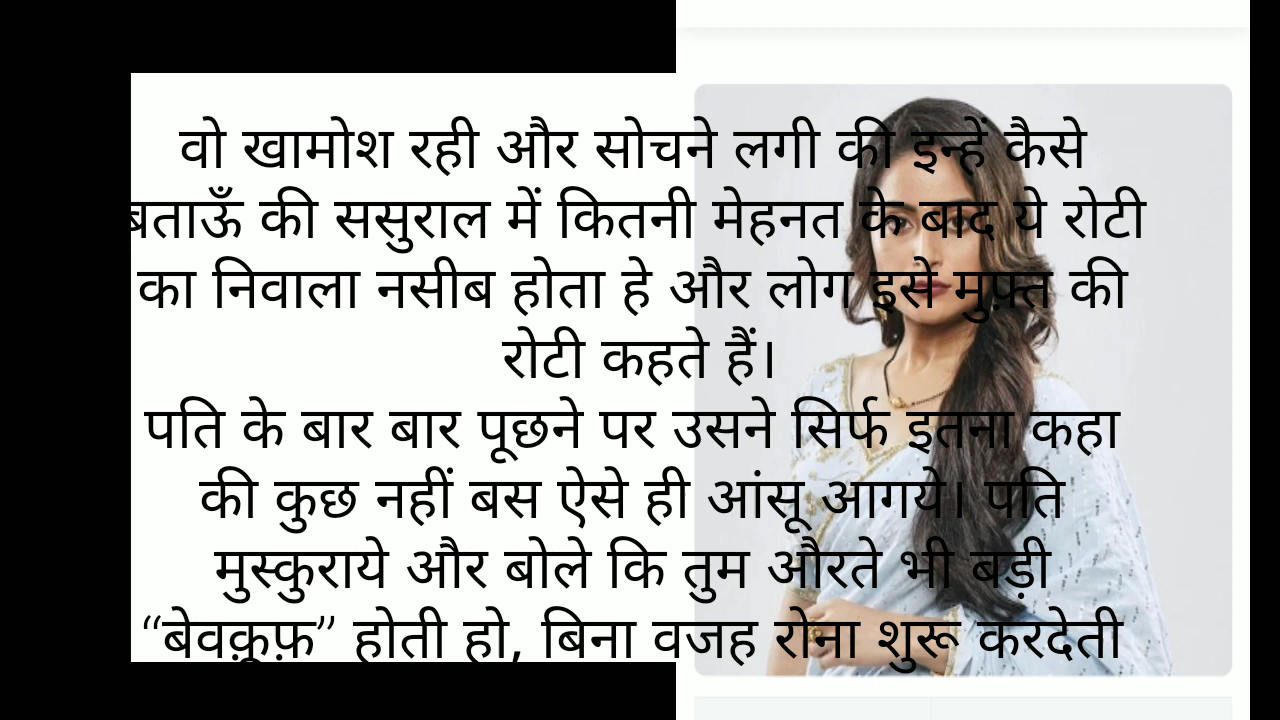 वो खामोश रही और सोचने लगी की इन्हें कैसे
बताऊँ की ससुराल में कितनी मेहनत के बाद ये रोटी
का निवाला नसीब होता हे और लोग इसे मुफ़्त की
रोटी कहते हैं।
पति के बार बार पूछने पर उसने सिर्फ इतना कहा
की कुछ नहीं बस ऐसे ही आंसू आगये। पति
मुस्कुराये और बोले कि तुम औरते भी बड़ी
“बेवक़ूफ़” होती हो, बिना वजह रोना शुरू करदेती